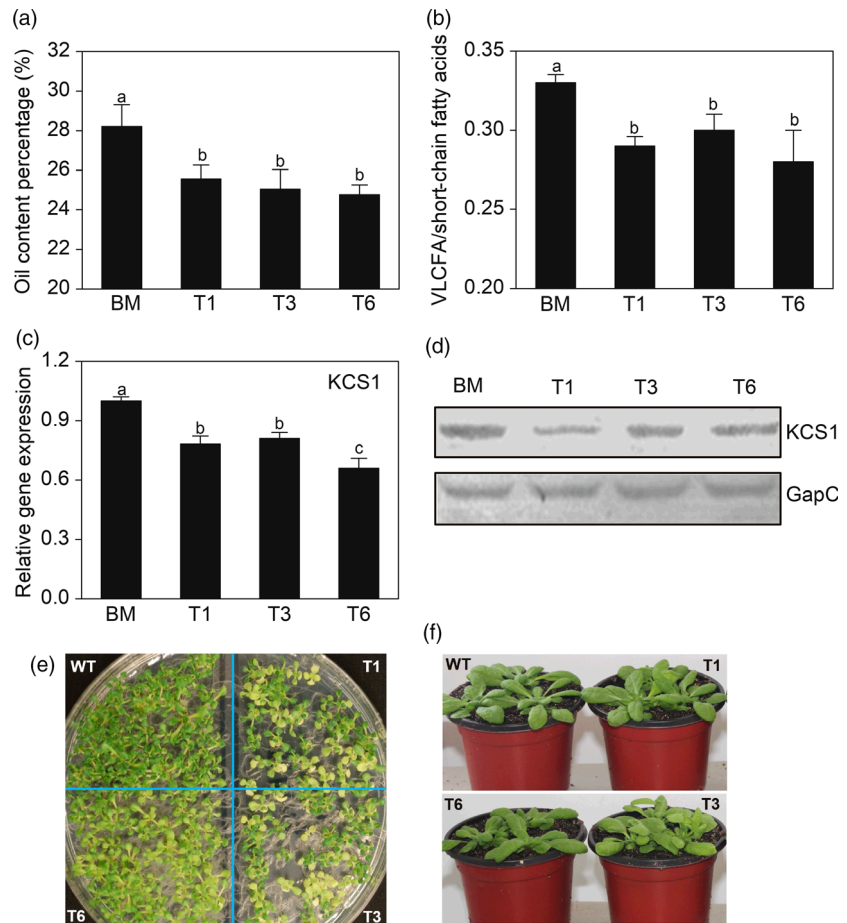 (a)
Oil content percentage (%)
32
30
28
26
24
22
20
a
b
b
b
BM T1 T3 T6
(b)
VLCFA/short-chain fatty acids
0.35
0.30
0.25
0.20
a
b
b
b
BM T1 T3 T6
(c)
Relative gene expression
1.2
0.9
0.6
0.3
0.0
KCS1
a
b
b
c
BM T1 T3 T6
(d)
BM T1 T3 T6
KCS1
GapC
(e)
WT T1
T6 T3
(f)
WT T1
T6 T3